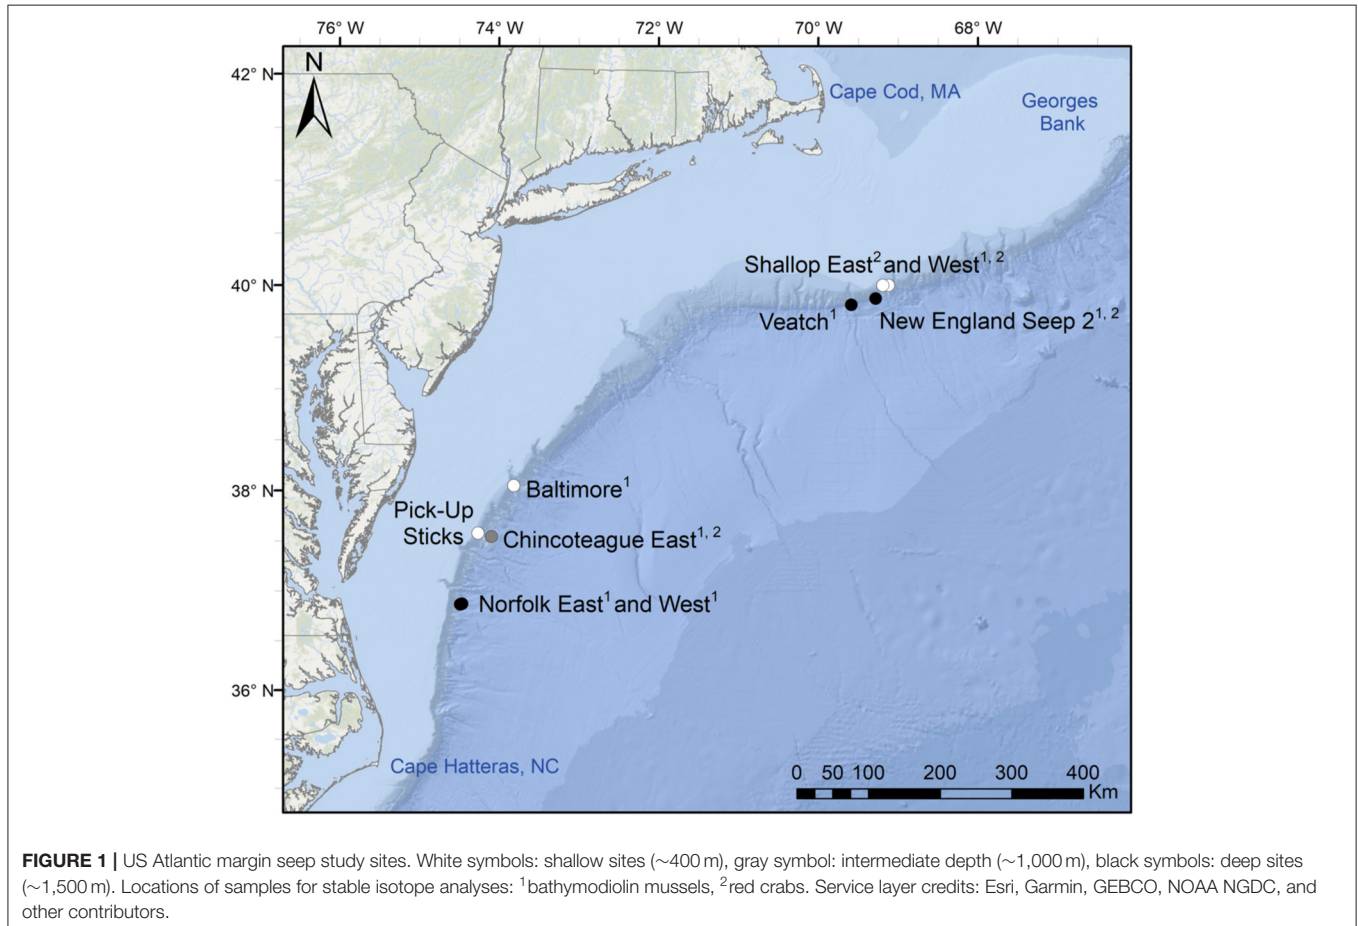 76° W 74° W 72° W 70° W 68° W
42° N
N
Cape Cod, MA
Georges
Bank
Shallop East² and West¹, ²
40° N
Veatch¹
New England Seep 2¹, ²
38° N
Baltimore¹
Pick-Up
Sticks
Chincoteague East¹, ²
Norfolk East¹ and West¹
36° N
Cape Hatteras, NC
0 50 100 200 300 400
Km
FIGURE 1 | US Atlantic margin seep study sites. White symbols: shallow sites (∼400 m), gray symbol: intermediate depth (∼1,000 m), black symbols: deep sites
(∼1,500 m). Locations of samples for stable isotope analyses: ¹bathymodiolin mussels, ²red crabs. Service layer credits: Esri, Garmin, GEBCO, NOAA NGDC, and
other contributors.